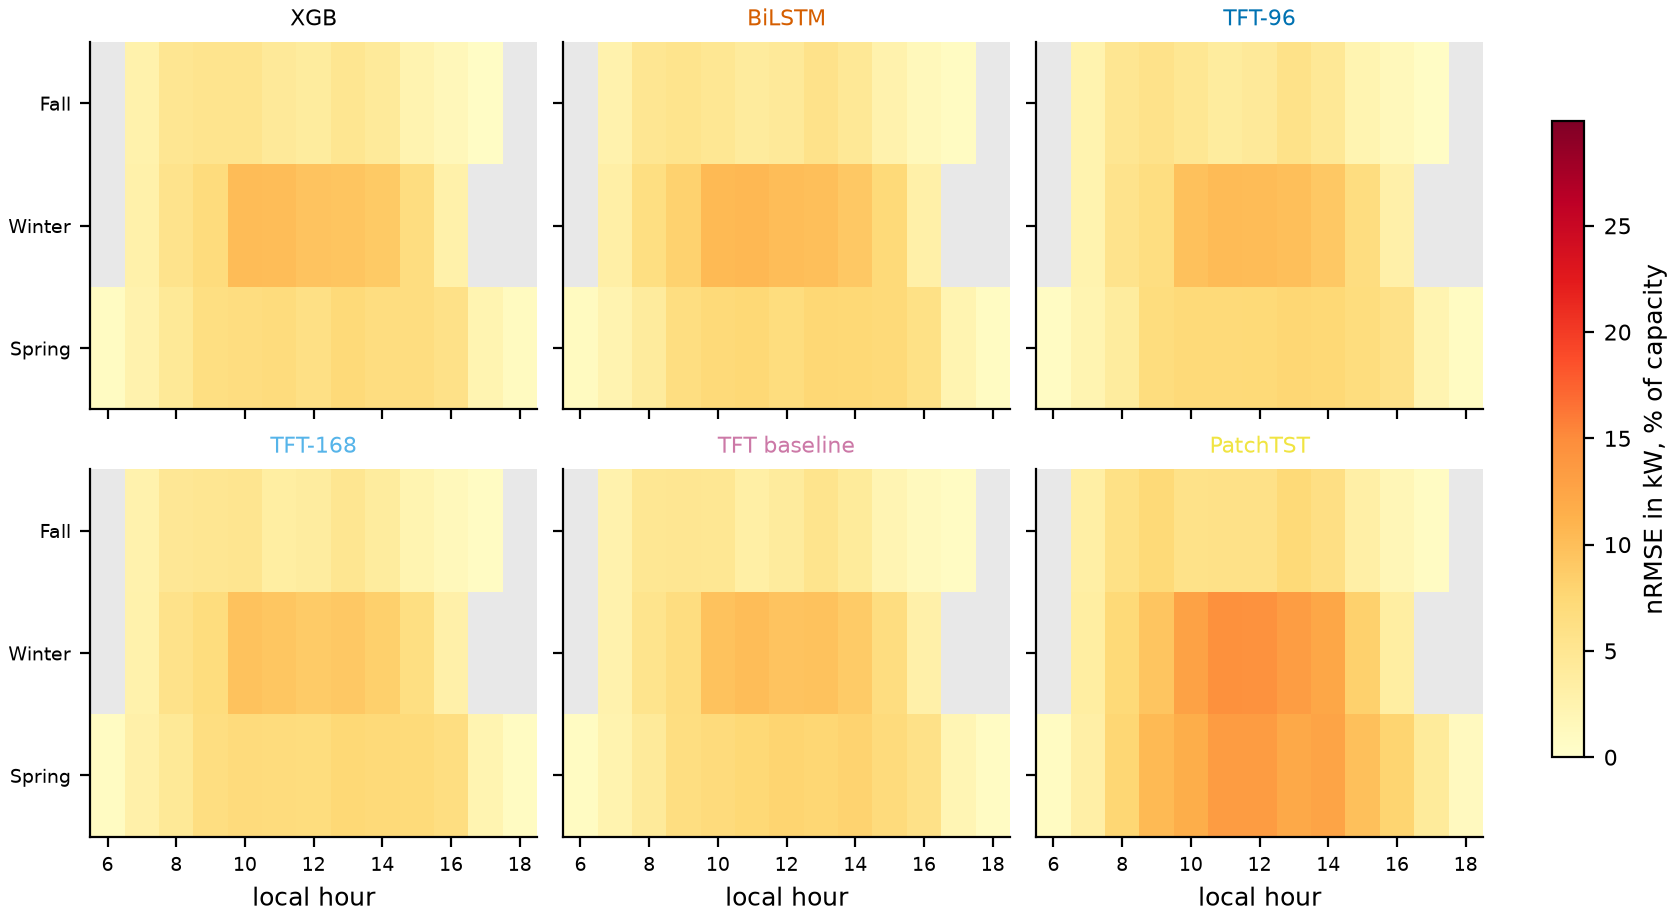 XGB
BiLSTM
TFT-96
Fall
Winter
Spring
TFT-168
TFT baseline
PatchTST
Fall
Winter
Spring
6 8 10 12 14 16 18
6 8 10 12 14 16 18
6 8 10 12 14 16 18
local hour
local hour
local hour
25
20
15
10
5
0
nRMSE in kW, % of capacity